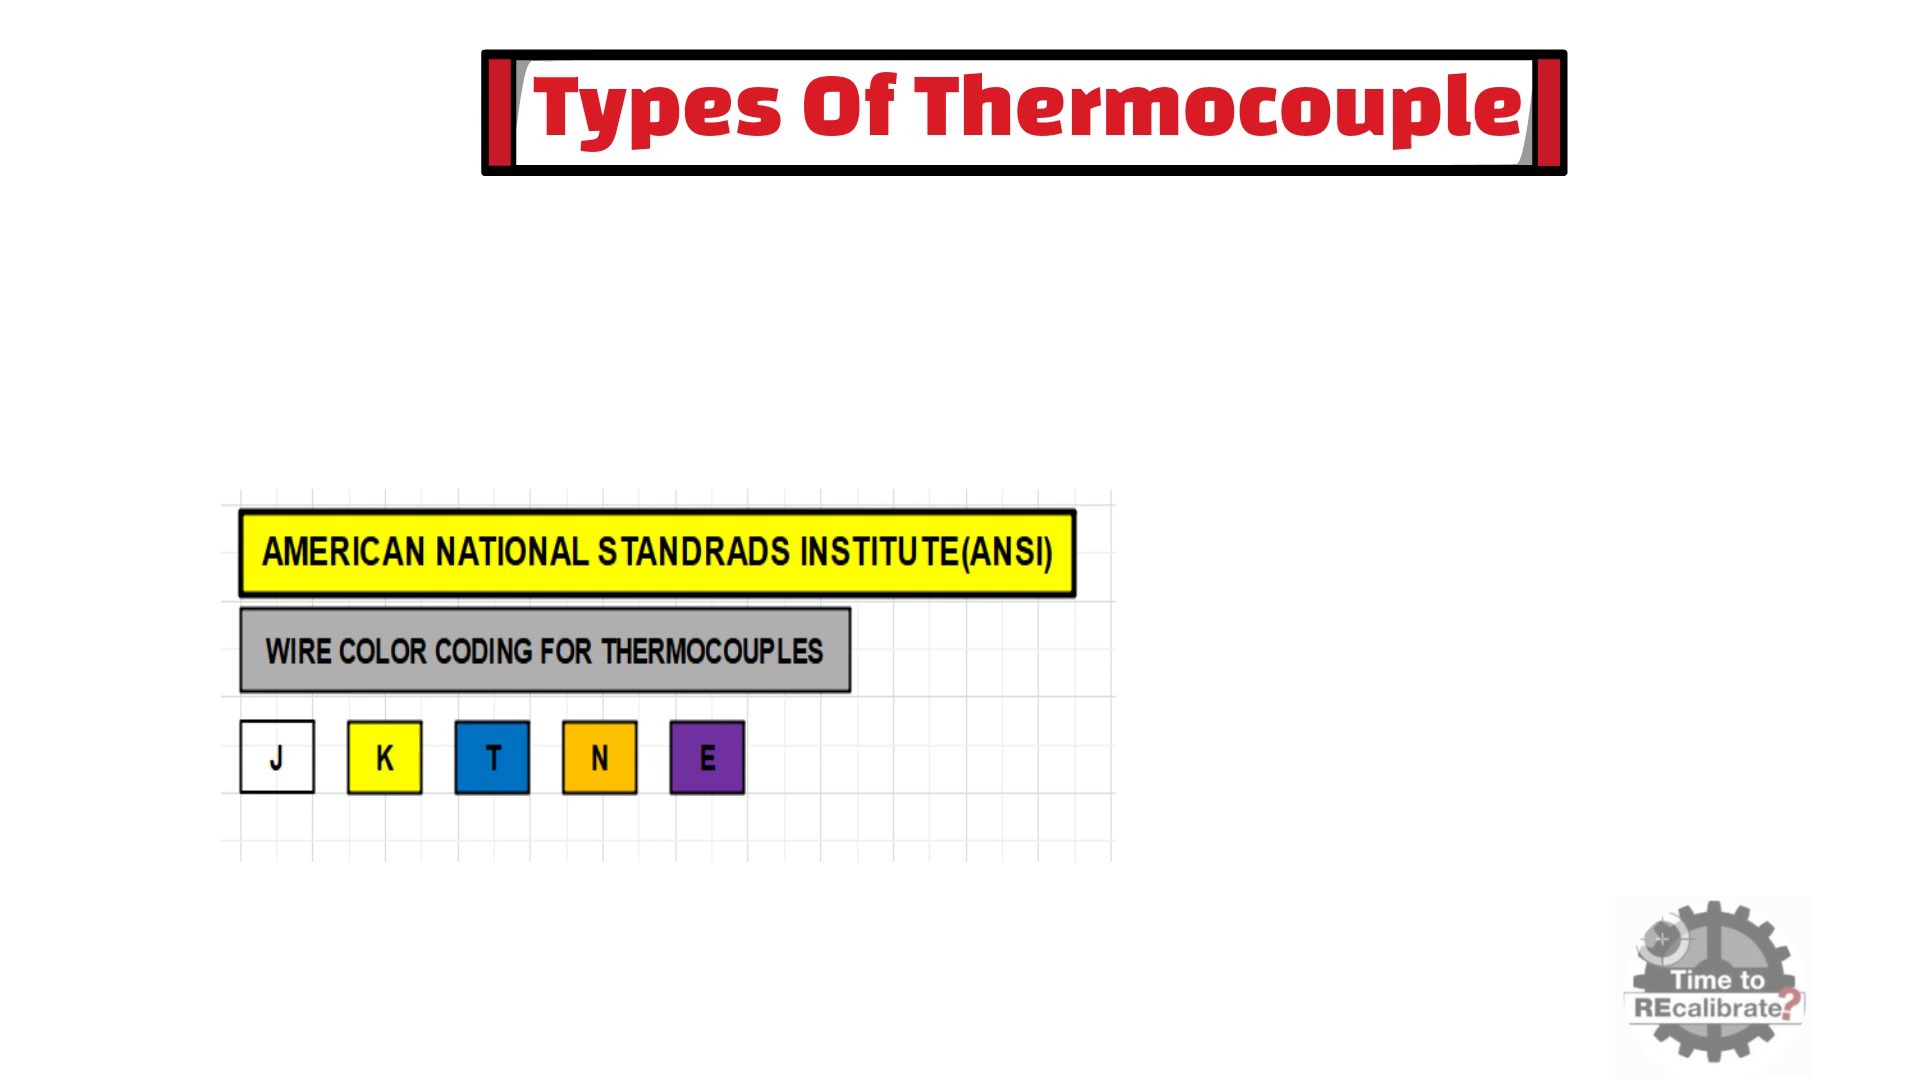 Types Of Thermocouple
AMERICAN NATIONAL STANDRADS INSTITUTE(ANSI)
WIRE COLOR CODING FOR THERMOCOUPLES
J K T N E
Time to
REcalibrate?